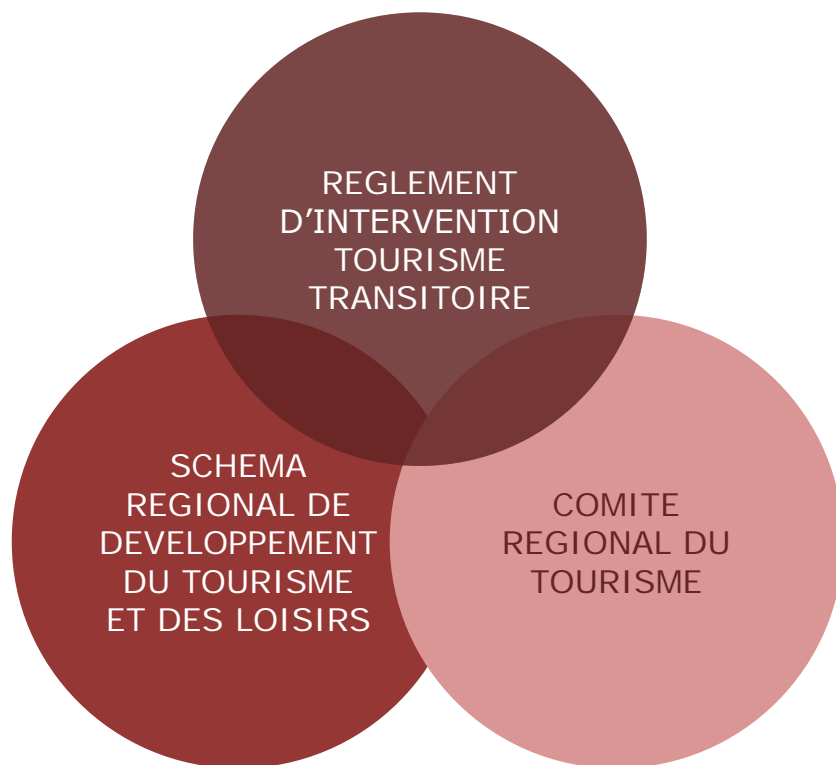 REGLEMENT
D'INTERVENTION
TOURISME
TRANSITOIRE
SCHEMA
REGIONAL DE
DEVELOPPEMENT
DU TOURISME
ET DES LOISIRS
COMITE
REGIONAL DU
TOURISME